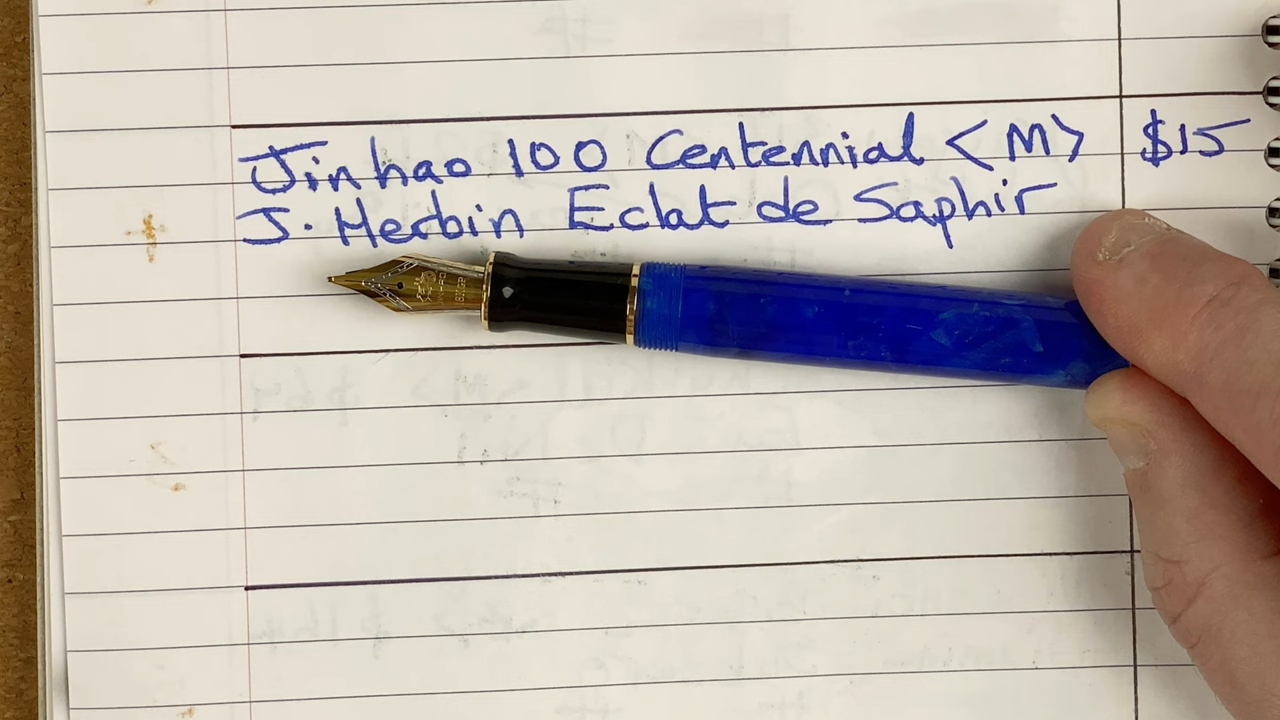 Jinhao 100 Centennial <M> $15
J. Herbin Eclat de Saphir